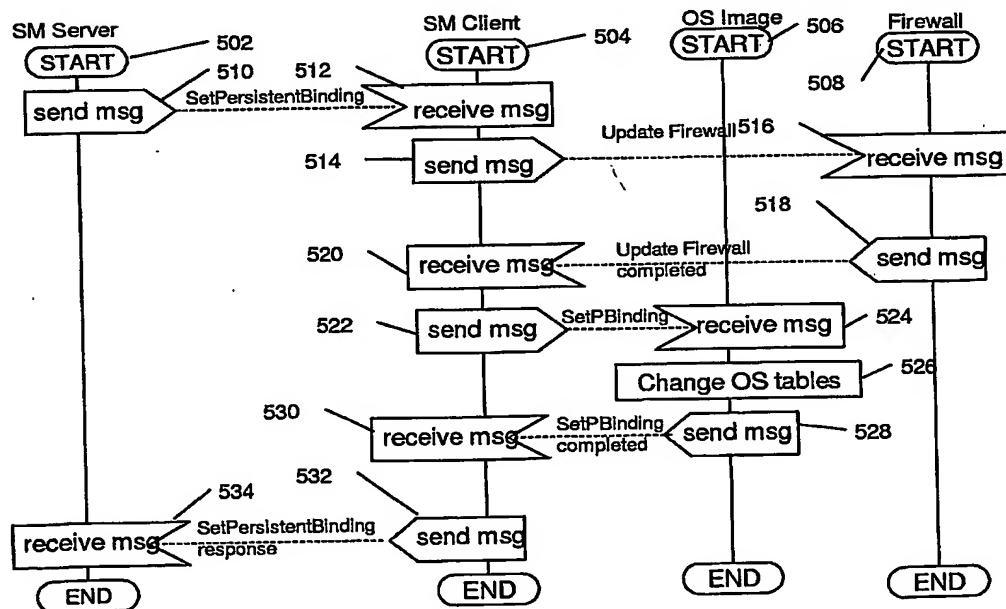 SM Server
SM Client
OS Image
Firewall
502
504
506
508
START
START
START
START
510
512
send msg
SetPersistentBinding
receive msg
514
send msg
Update Firewall
516
receive msg
518
520
receive msg
Update Firewall
completed
send msg
522
send msg
SetPBinding
receive msg
524
Change OS tables
526
530
receive msg
SetPBinding
completed
send msg
528
534
532
receive msg
SetPersistentBinding
response
send msg
END
END
END
END